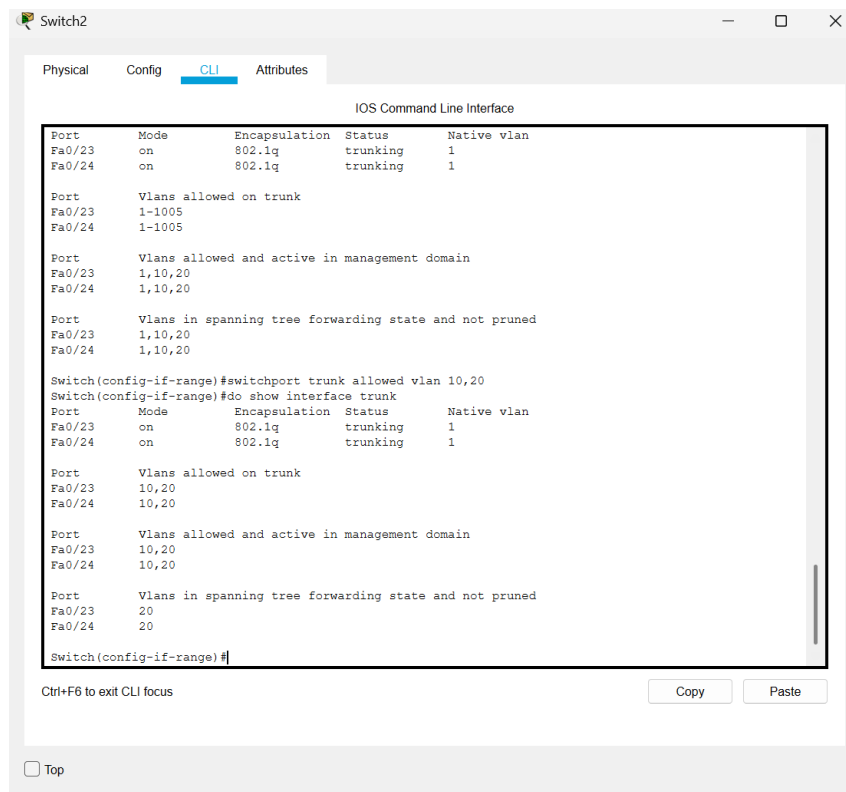 Switch2
Physical Config CLI Attributes
IOS Command Line Interface
Port Mode Encapsulation Status Native vlan
Fa0/23 on 802.1q trunking 1
Fa0/24 on 802.1q trunking 1
Port Vlans allowed on trunk
Fa0/23 1-1005
Fa0/24 1-1005
Port Vlans allowed and active in management domain
Fa0/23 1,10,20
Fa0/24 1,10,20
Port Vlans in spanning tree forwarding state and not pruned
Fa0/23 1,10,20
Fa0/24 1,10,20
Switch(config-if-range)#switchport trunk allowed vlan 10,20
Switch(config-if-range)#do show interface trunk
Port Mode Encapsulation Status Native vlan
Fa0/23 on 802.1q trunking 1
Fa0/24 on 802.1q trunking 1
Port Vlans allowed on trunk
Fa0/23 10,20
Fa0/24 10,20
Port Vlans allowed and active in management domain
Fa0/23 10,20
Fa0/24 10,20
Port Vlans in spanning tree forwarding state and not pruned
Fa0/23 20
Fa0/24 20
Switch(config-if-range)#
Ctrl+F6 to exit CLI focus
Copy Paste
Top